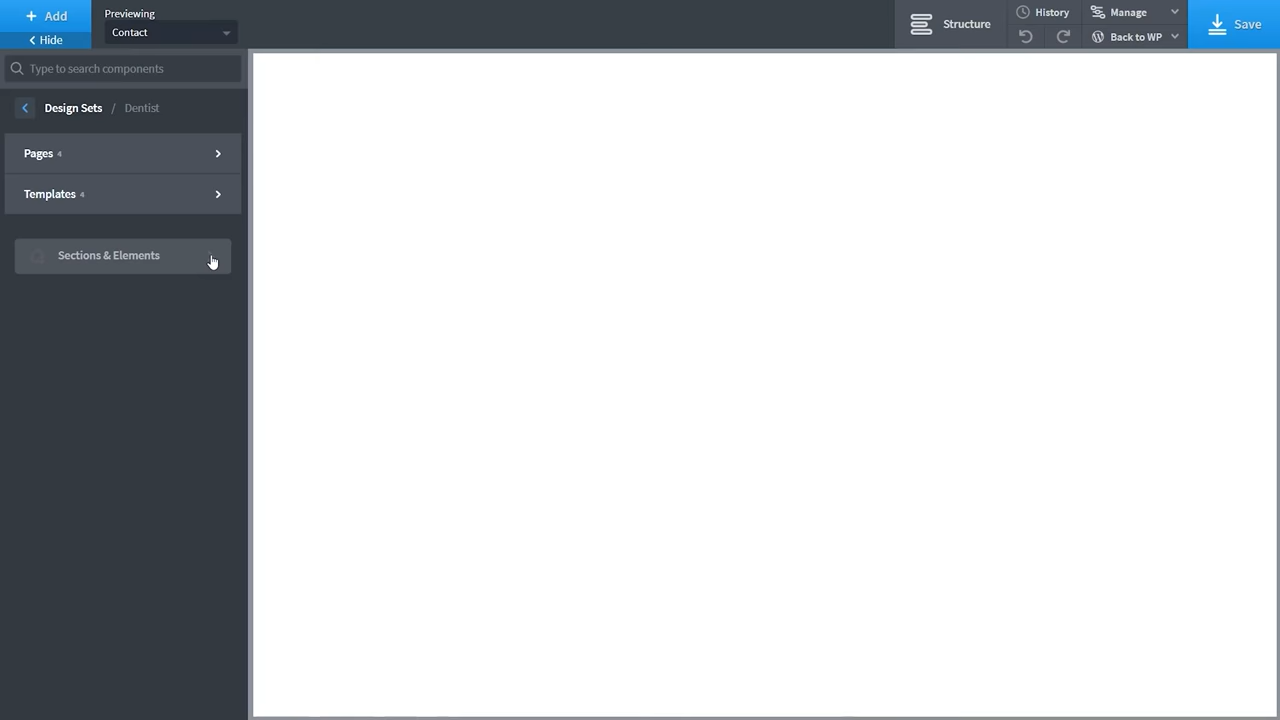 + Add
Hide
Previewing
Contact
Structure
History
Manage
Back to WP
Save
Type to search components
Design Sets / Dentist
Pages 4
Templates 4
Sections & Elements